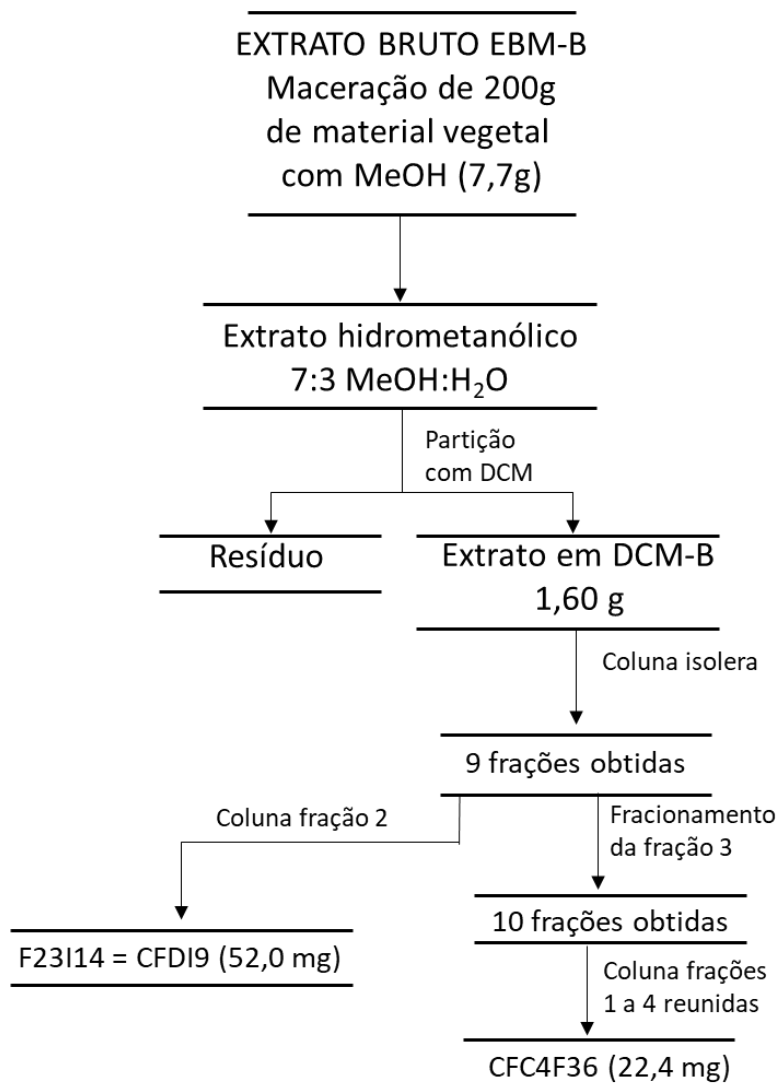 EXTRATO BRUTO EBM-B
Maceração de 200g
de material vegetal
com MeOH (7,7g)
Extrato hidrometanólico
7:3 MeOH:H₂O
Partição
com DCM
Resíduo
Extrato em DCM-B
1,60 g
Coluna isolera
9 frações obtidas
Coluna fração 2
Fracionamento
da fração 3
F23I14 = CFDI9 (52,0 mg)
10 frações obtidas
Coluna frações
1 a 4 reunidas
CFC4F36 (22,4 mg)